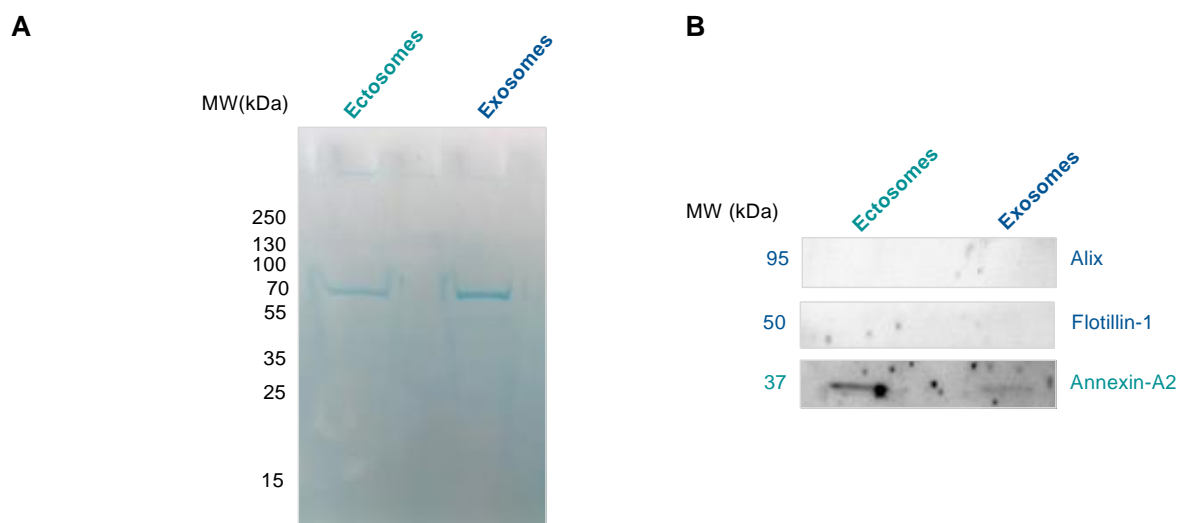 A
Ectosomes
Exosomes
MW(kDa)
250
130
100
70
55
35
25
15
B
Ectosomes
Exosomes
MW (kDa)
95 Alix
50 Flotillin-1
37 Annexin-A2